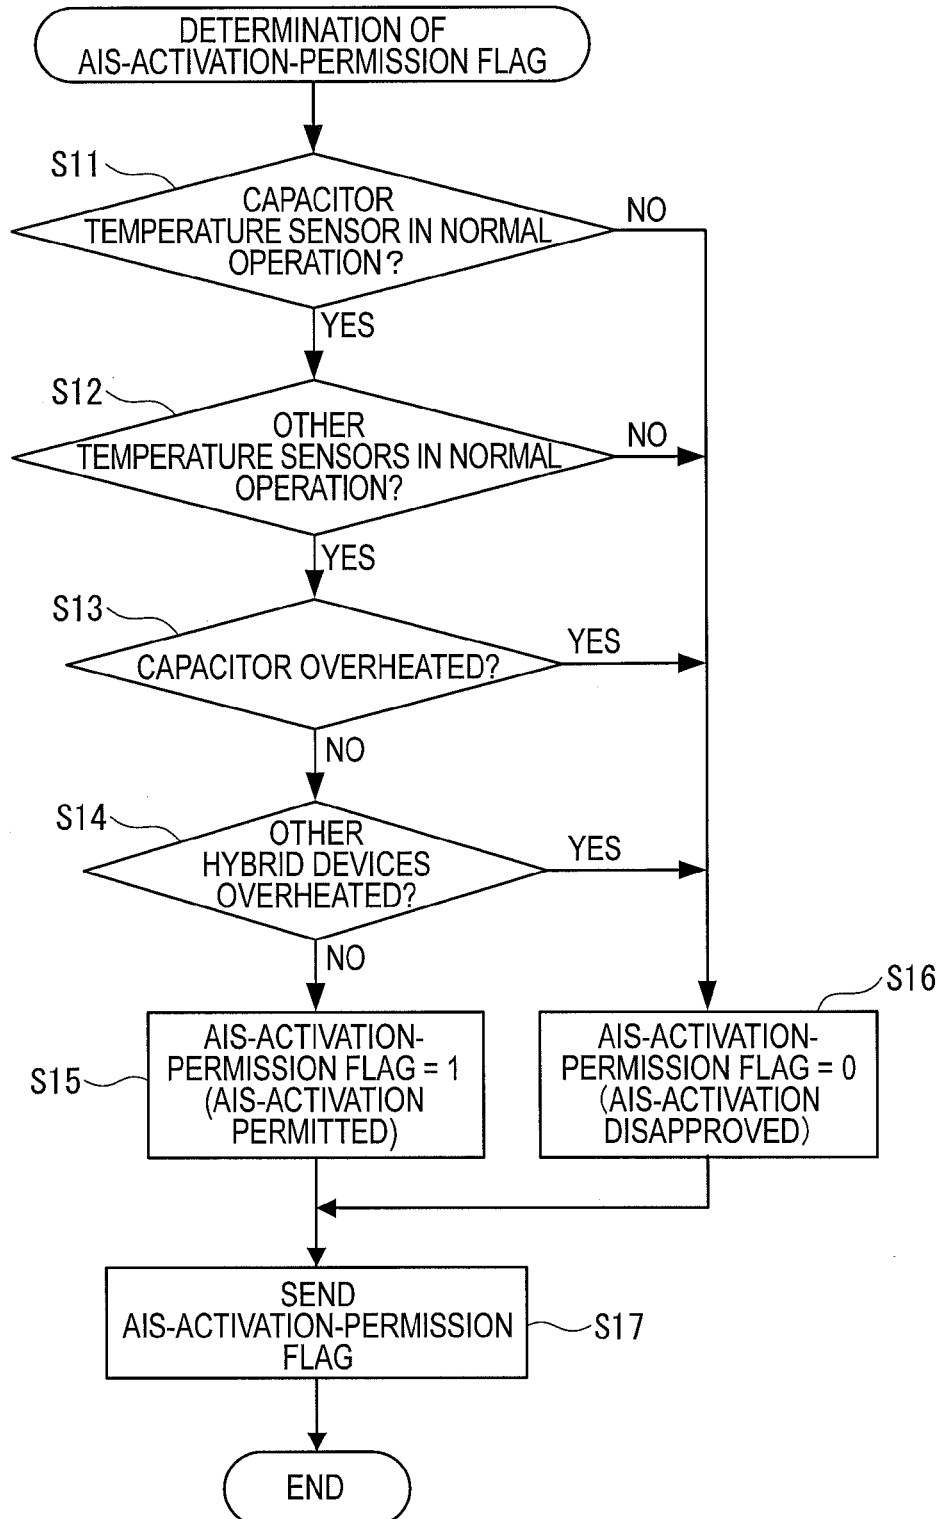 DETERMINATION OF
AIS-ACTIVATION-PERMISSION FLAG
S11
CAPACITOR
TEMPERATURE SENSOR IN NORMAL
OPERATION?
NO
YES
S12
OTHER
TEMPERATURE SENSORS IN NORMAL
OPERATION?
NO
YES
S13
CAPACITOR OVERHEATED?
YES
NO
S14
OTHER
HYBRID DEVICES
OVERHEATED?
YES
NO
S15
AIS-ACTIVATION-
PERMISSION FLAG = 1
(AIS-ACTIVATION
PERMITTED)
S16
AIS-ACTIVATION-
PERMISSION FLAG = 0
(AIS-ACTIVATION
DISAPPROVED)
SEND
AIS-ACTIVATION-PERMISSION
FLAG
S17
END